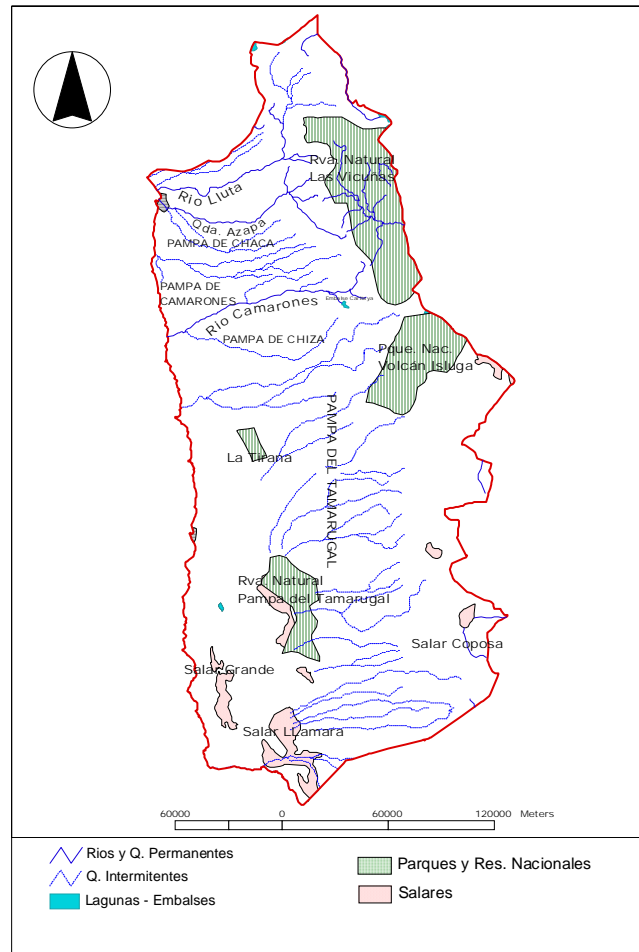 Rva. Natural
Las Vicuñas
Rio Lluta
Qda. Azapa
PAMPA DE CHACA
PAMPA DE
CAMARONES
Rio Camarones
PAMPA DE CHIZA
Pque. Nac.
Volcán Isluga
PAMPA DEL TAMARUGAL
La Tirana
Rva. Natural
Pampa del Tamarugal
Salar Coposa
Salar Grande
Salar LLamara
60000 0 60000 120000 Meters
Rios y Q. Permanentes
Q. Intermitentes
Lagunas - Embalses
Parques y Res. Nacionales
Salares